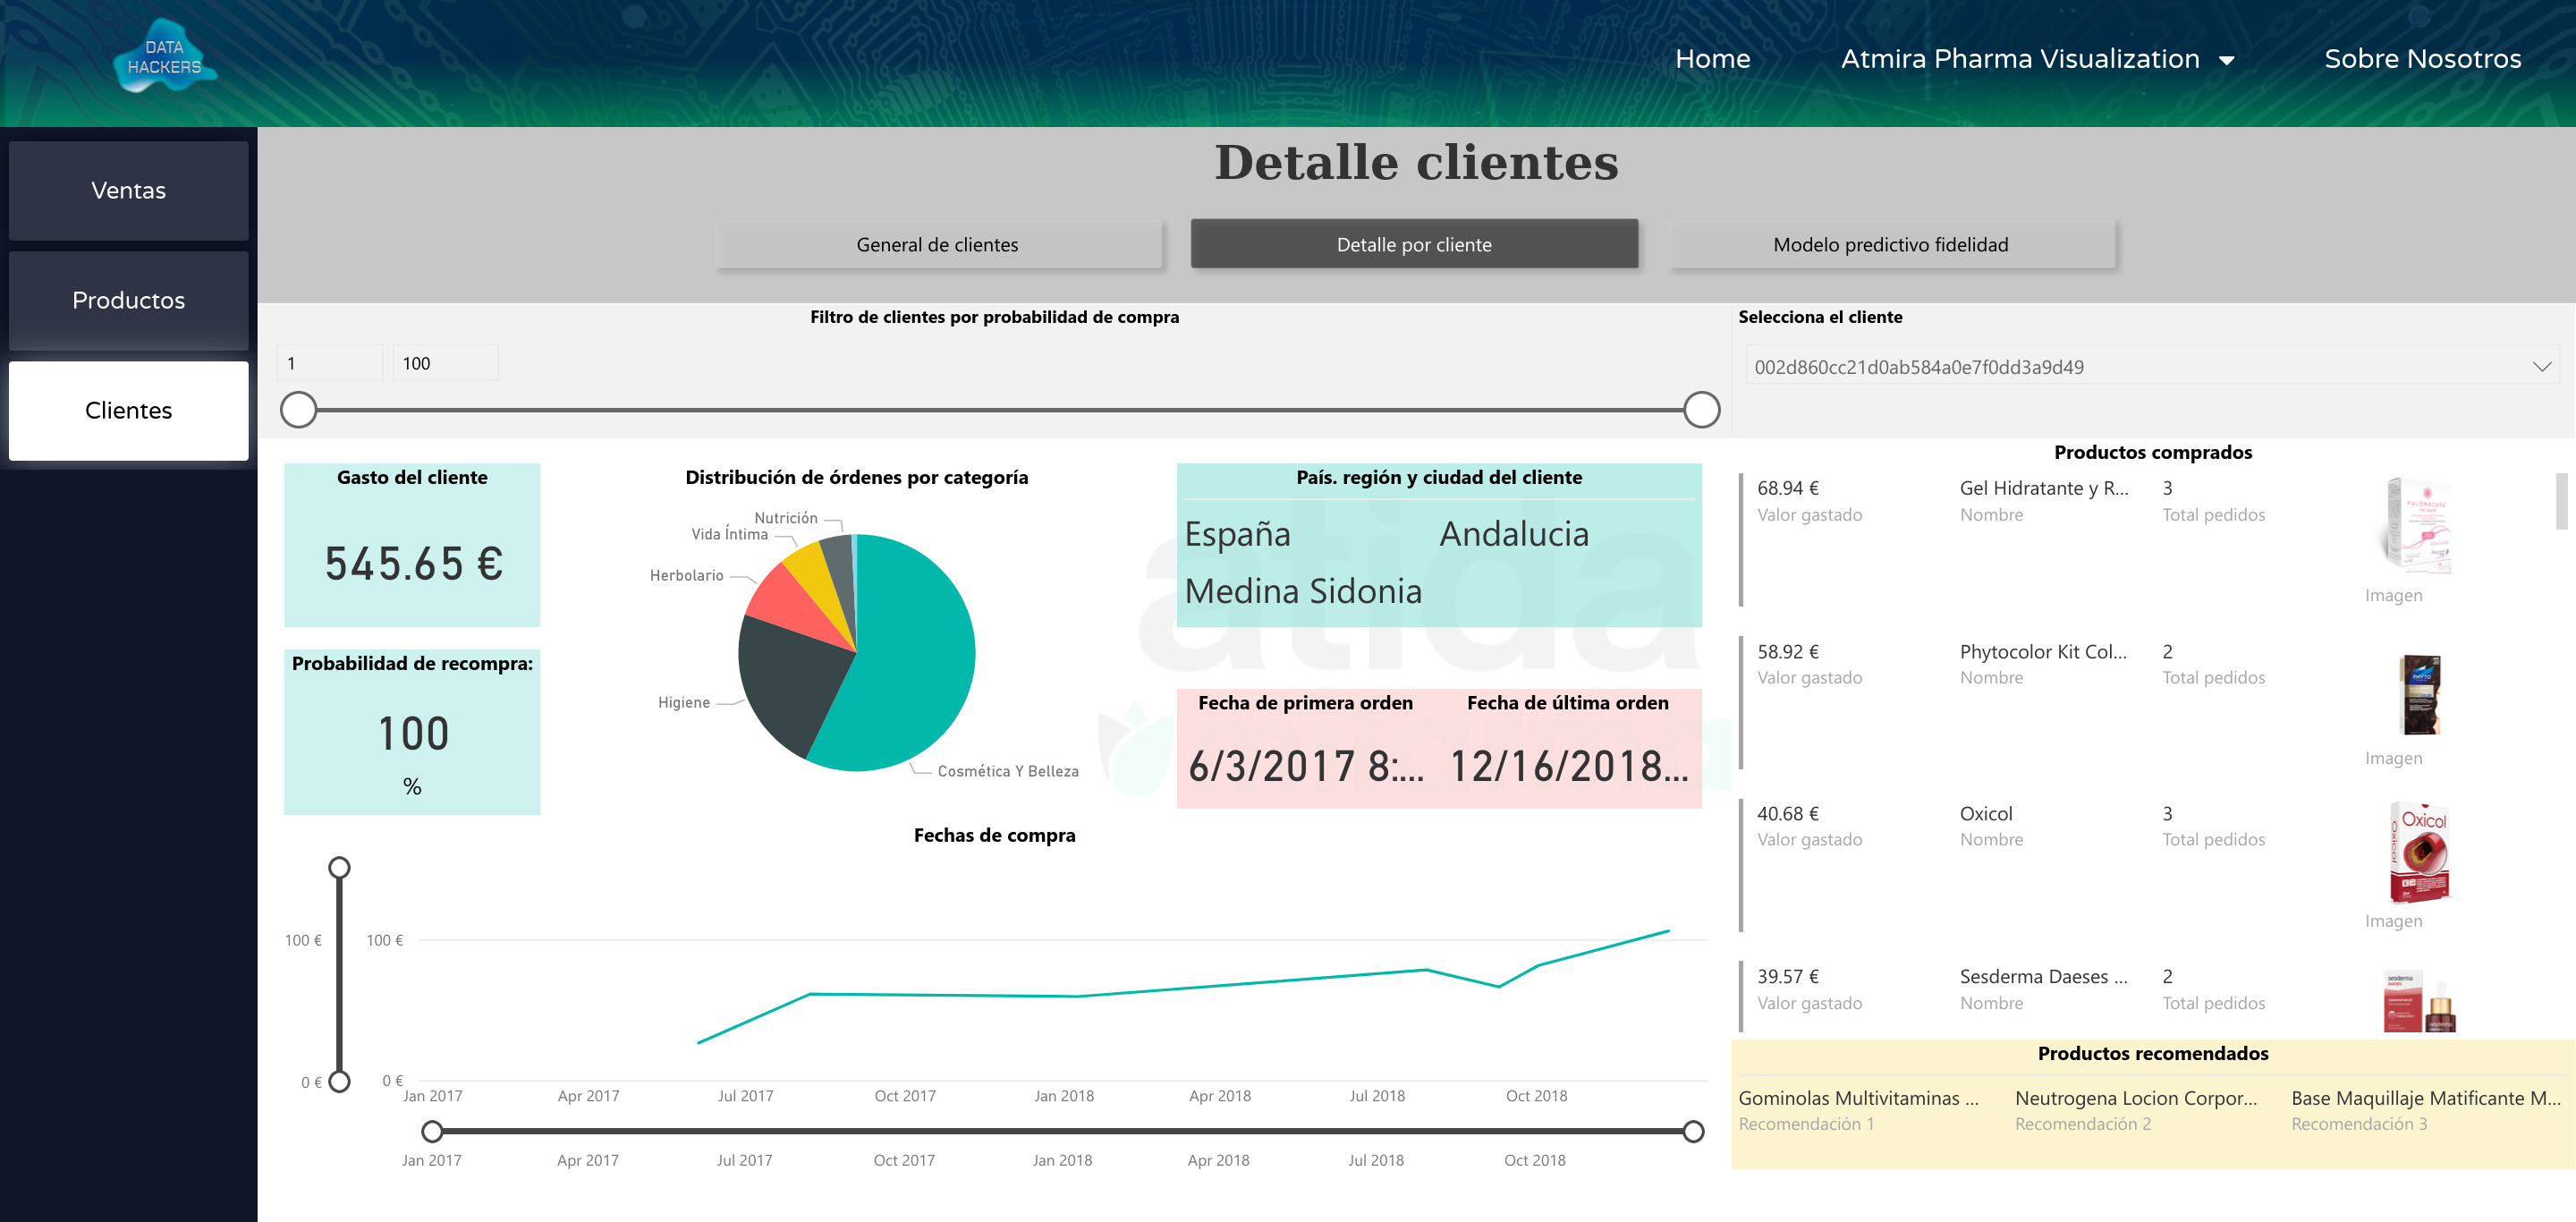 DATA
HACKERS
Home
Atmira Pharma Visualization
Sobre Nosotros
Ventas
Productos
Clientes
Detalle clientes
General de clientes
Detalle por cliente
Modelo predictivo fidelidad
Filtro de clientes por probabilidad de compra
1
100
Selecciona el cliente
002d860cc21d0ab584a0e7f0dd3a9d49
Gasto del cliente
545.65 €
Probabilidad de recompra:
100
%
Distribución de órdenes por categoría
Nutrición
Vida Íntima
Herbolario
Higiene
Cosmética Y Belleza
País. región y ciudad del cliente
España
Andalucia
Medina Sidonia
atida
Fecha de primera orden
Fecha de última orden
6/3/2017 8:...
12/16/2018...
Fechas de compra
100 €
0 €
100 €
0 €
Jan 2017
Apr 2017
Jul 2017
Oct 2017
Jan 2018
Apr 2018
Jul 2018
Oct 2018
Jan 2017
Apr 2017
Jul 2017
Oct 2017
Jan 2018
Apr 2018
Jul 2018
Oct 2018
Productos comprados
68.94 €
Valor gastado
Gel Hidratante y R...
Nombre
3
Total pedidos
Imagen
58.92 €
Valor gastado
Phytocolor Kit Col...
Nombre
2
Total pedidos
PHYTO
Imagen
40.68 €
Valor gastado
Oxicol
Nombre
3
Total pedidos
Oxicol
Oxicol
Imagen
39.57 €
Valor gastado
Sesderma Daeses ...
Nombre
2
Total pedidos
sesderma
Productos recomendados
Gominolas Multivitaminas ...
Recomendación 1
Neutrogena Locion Corpor...
Recomendación 2
Base Maquillaje Matificante M...
Recomendación 3